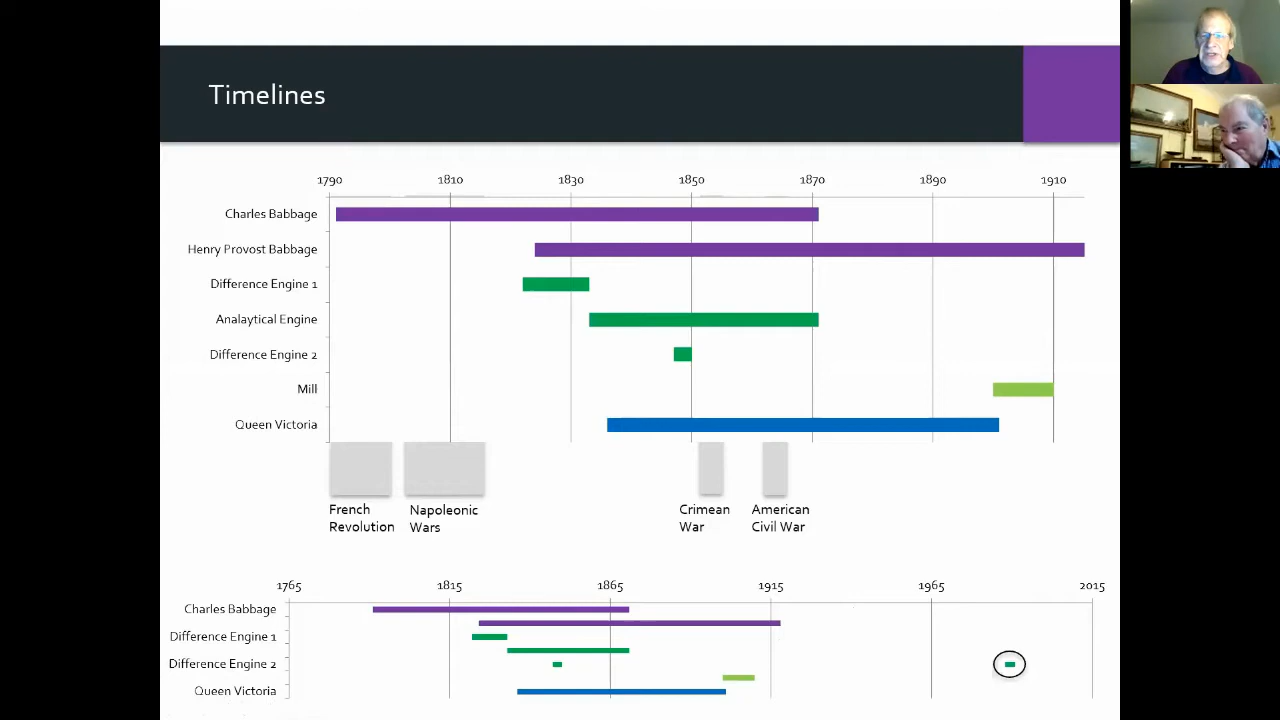 Timelines
1790 1810 1830 1850 1870 1890 1910
Charles Babbage
Henry Provost Babbage
Difference Engine 1
Analaytical Engine
Difference Engine 2
Mill
Queen Victoria
French
Revolution
Napoleonic
Wars
Crimean
War
American
Civil War
1765 1815 1865 1915 1965 2015
Charles Babbage
Difference Engine 1
Difference Engine 2
Queen Victoria